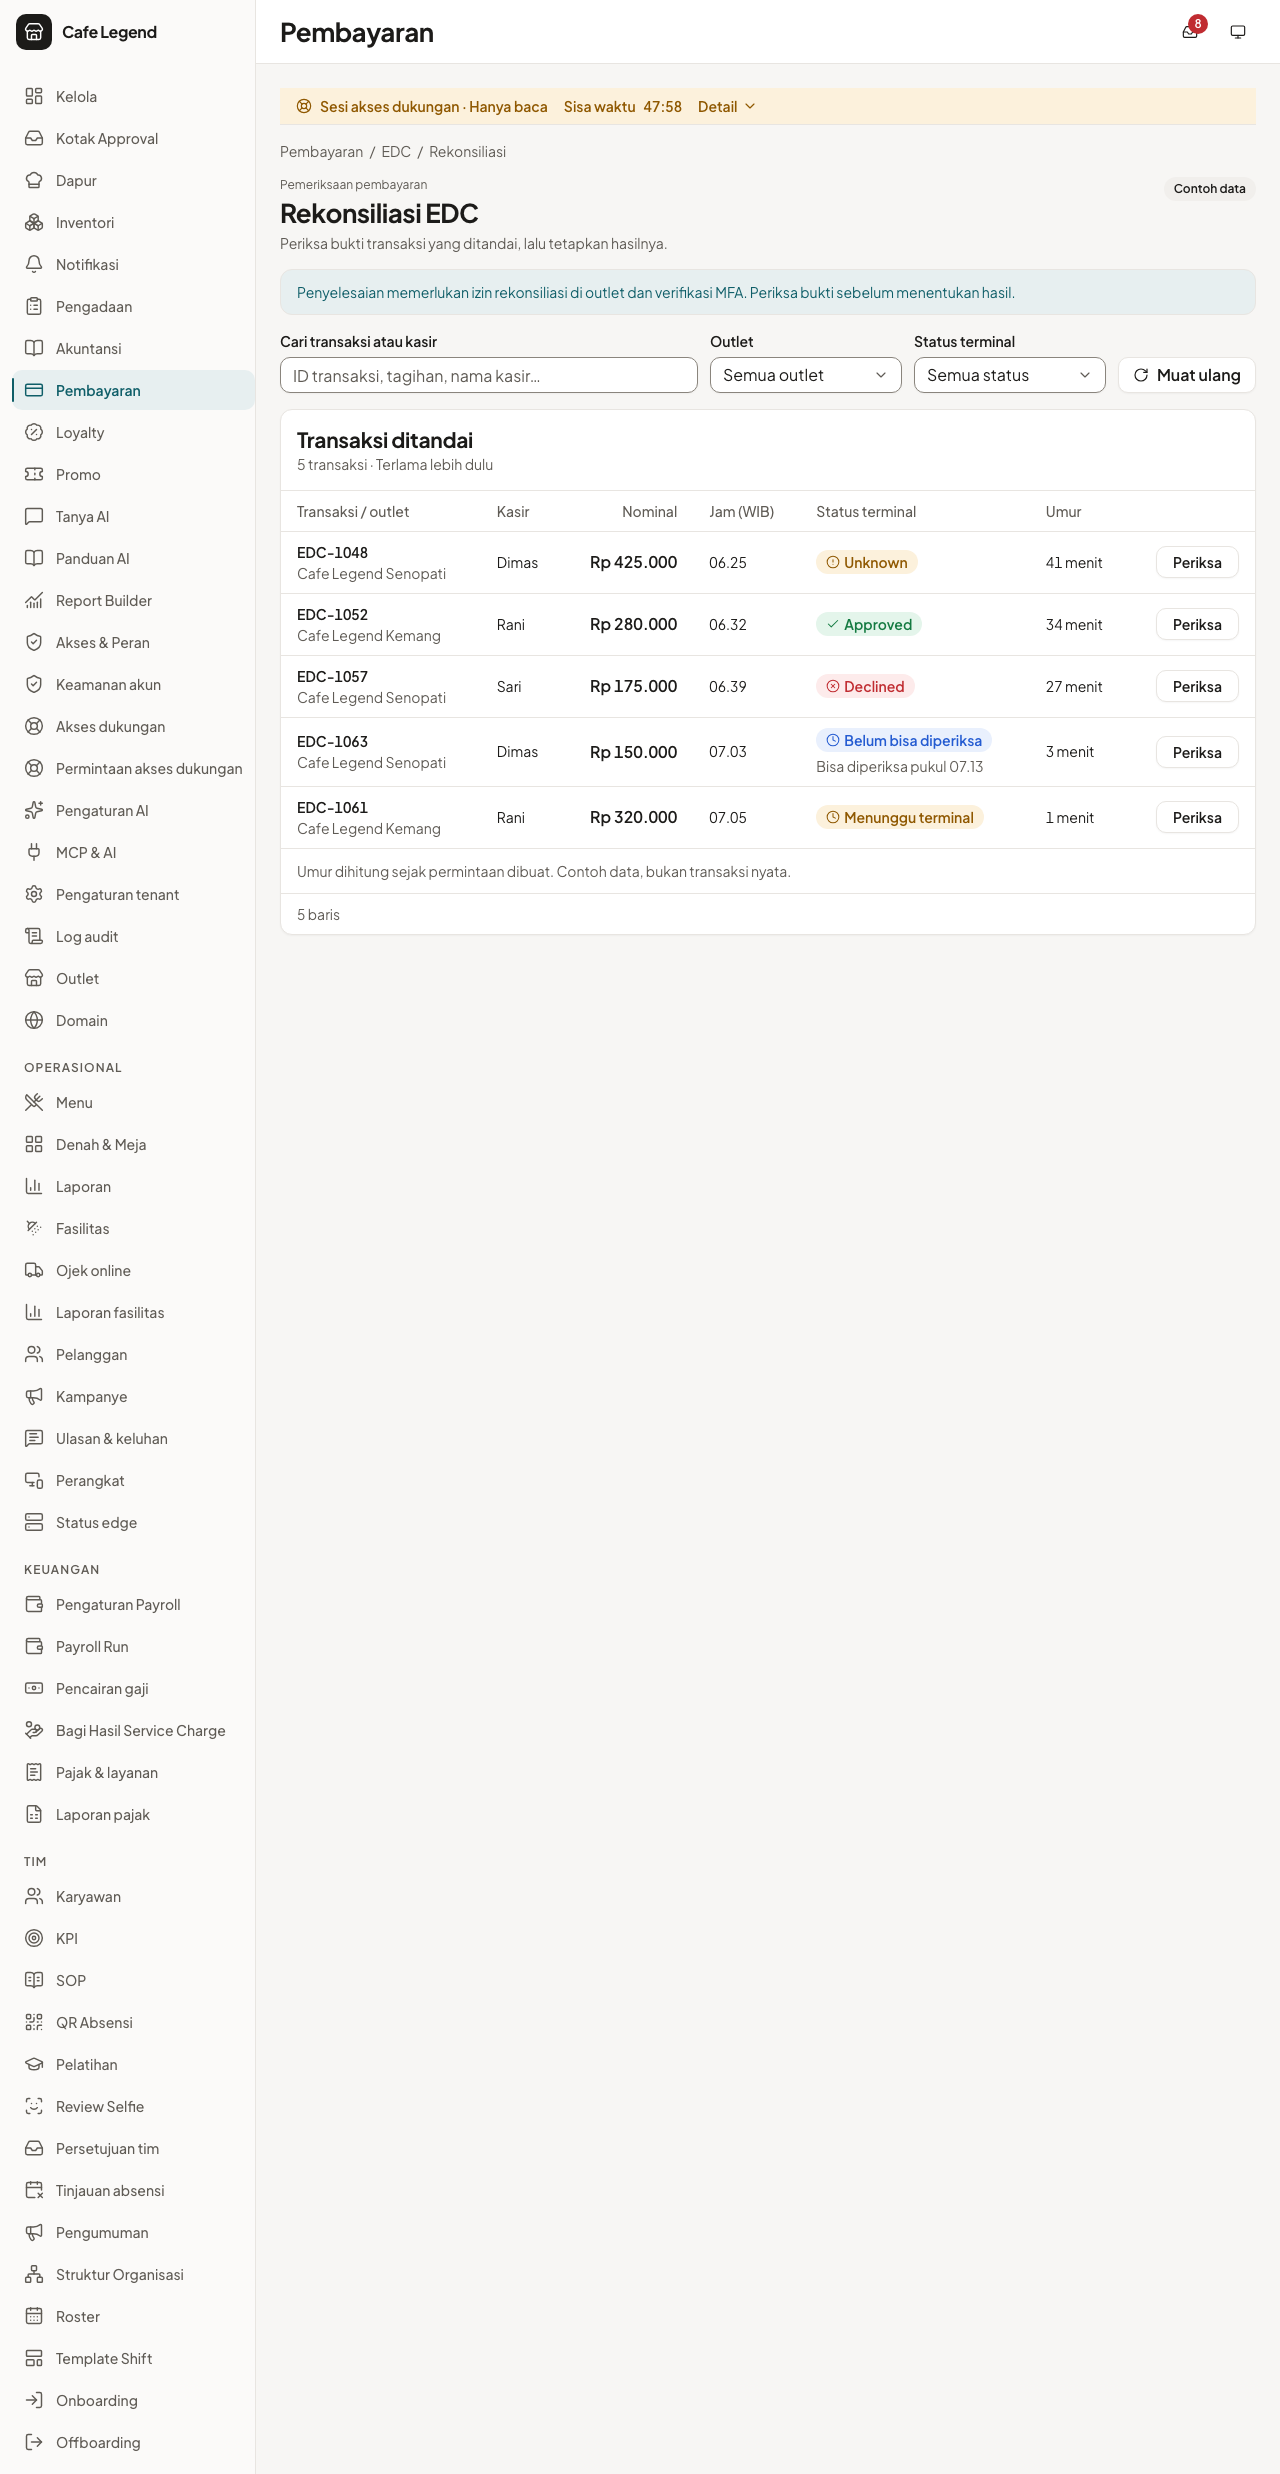 Cafe Legend
Kelola
Kotak Approval
Dapur
Inventori
Notifikasi
Pengadaan
Akuntansi
Pembayaran
Loyalty
Promo
Tanya AI
Panduan AI
Report Builder
Akses & Peran
Keamanan akun
Akses dukungan
Permintaan akses dukungan
Pengaturan AI
MCP & AI
Pengaturan tenant
Log audit
Outlet
Domain
OPERASIONAL
Menu
Denah & Meja
Laporan
Fasilitas
Ojek online
Laporan fasilitas
Pelanggan
Kampanye
Ulasan & keluhan
Perangkat
Status edge
KEUANGAN
Pengaturan Payroll
Payroll Run
Pencairan gaji
Bagi Hasil Service Charge
Pajak & layanan
Laporan pajak
TIM
Karyawan
KPI
SOP
QR Absensi
Pelatihan
Review Selfie
Persetujuan tim
Tinjauan absensi
Pengumuman
Struktur Organisasi
Roster
Template Shift
Onboarding
Offboarding
Pembayaran
8
Sesi akses dukungan · Hanya baca Sisa waktu 47:58 Detail
Pembayaran / EDC / Rekonsiliasi
Pemeriksaan pembayaran
Contoh data
Rekonsiliasi EDC
Periksa bukti transaksi yang ditandai, lalu tetapkan hasilnya.
Penyelesaian memerlukan izin rekonsiliasi di outlet dan verifikasi MFA. Periksa bukti sebelum menentukan hasil.
Cari transaksi atau kasir Outlet Status terminal
ID transaksi, tagihan, nama kasir... Semua outlet Semua status Muat ulang
Transaksi ditandai
5 transaksi · Terlama lebih dulu
Transaksi / outlet Kasir Nominal Jam (WIB) Status terminal Umur
EDC-1048
Cafe Legend Senopati
Dimas Rp 425.000 06.25 Unknown 41 menit Periksa
EDC-1052
Cafe Legend Kemang
Rani Rp 280.000 06.32 Approved 34 menit Periksa
EDC-1057
Cafe Legend Senopati
Sari Rp 175.000 06.39 Declined 27 menit Periksa
EDC-1063
Cafe Legend Senopati
Dimas Rp 150.000 07.03 Belum bisa diperiksa 3 menit Periksa
Bisa diperiksa pukul 07.13
EDC-1061
Cafe Legend Kemang
Rani Rp 320.000 07.05 Menunggu terminal 1 menit Periksa
Umur dihitung sejak permintaan dibuat. Contoh data, bukan transaksi nyata.
5 baris